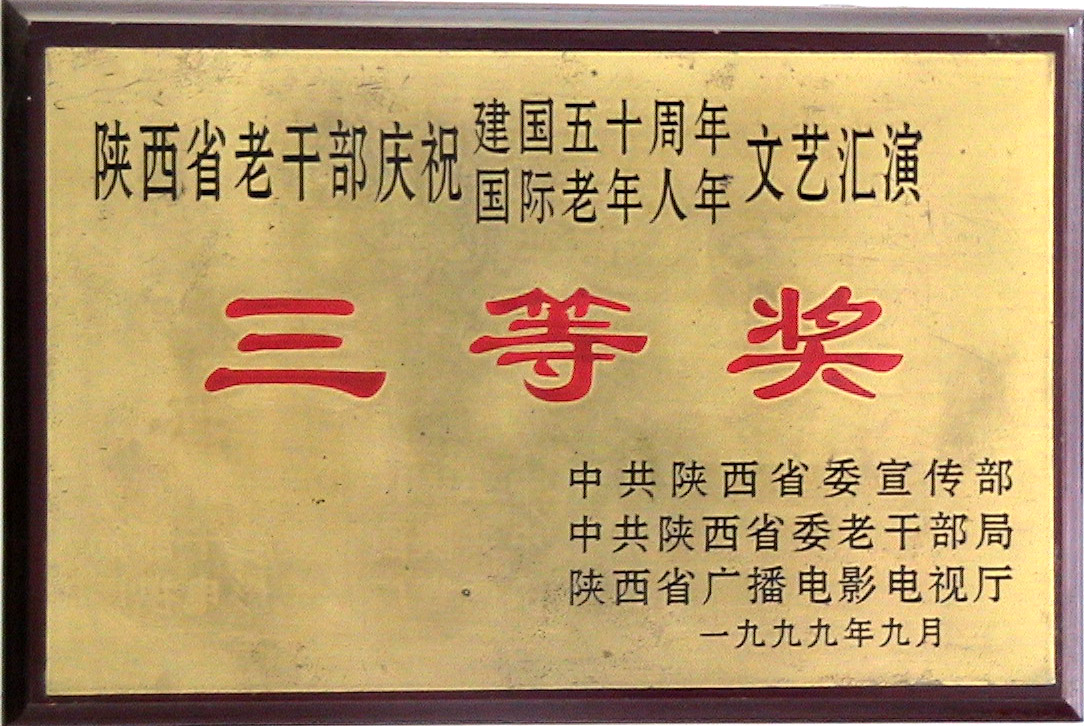 陕西省老干部庆祝建国五十周年国际老年人年文艺汇演
三等奖
中共陕西省委宣传部
中共陕西省委老干部局
陕西省广播电影电视厅
一九九九年九月